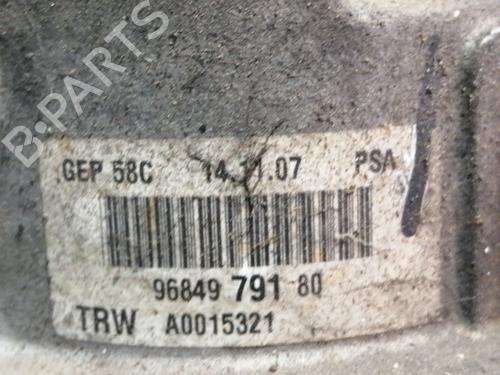 B-PARTS
GEP 58C 14.11.07 PSA
96849 791 80
TRW A0015321